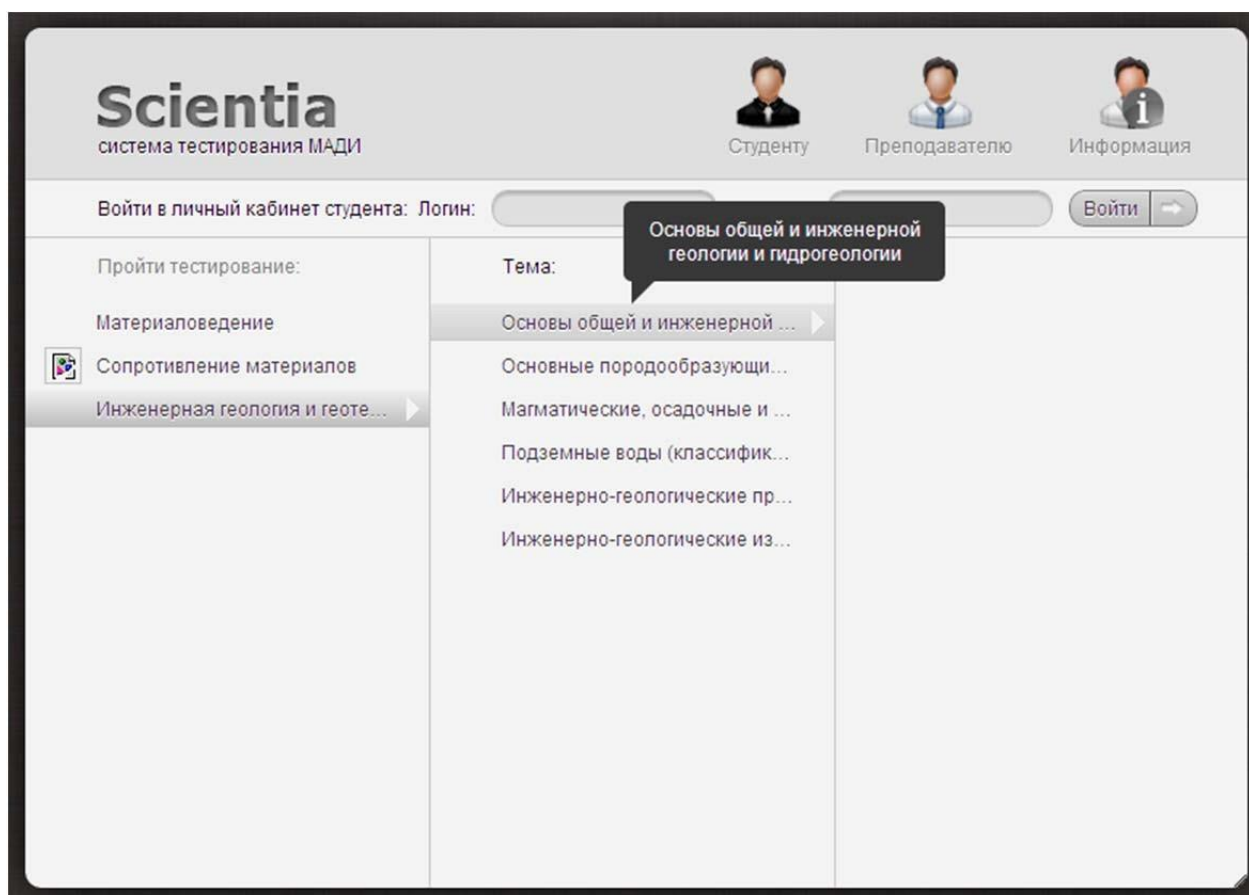 Scientia
система тестирования МАДИ
Студенту
Преподавателю
Информация
Войти в личный кабинет студента: Логин:
Войти
Основы общей и инженерной
геологии и гидрогеологии
Пройти тестирование:
Материаловедение
Сопротивление материалов
Инженерная геология и геоте...
Тема:
Основы общей и инженерной ...
Основные породообразующи...
Магматические, осадочные и ...
Подземные воды (классифик...
Инженерно-геологические пр...
Инженерно-геологические из...